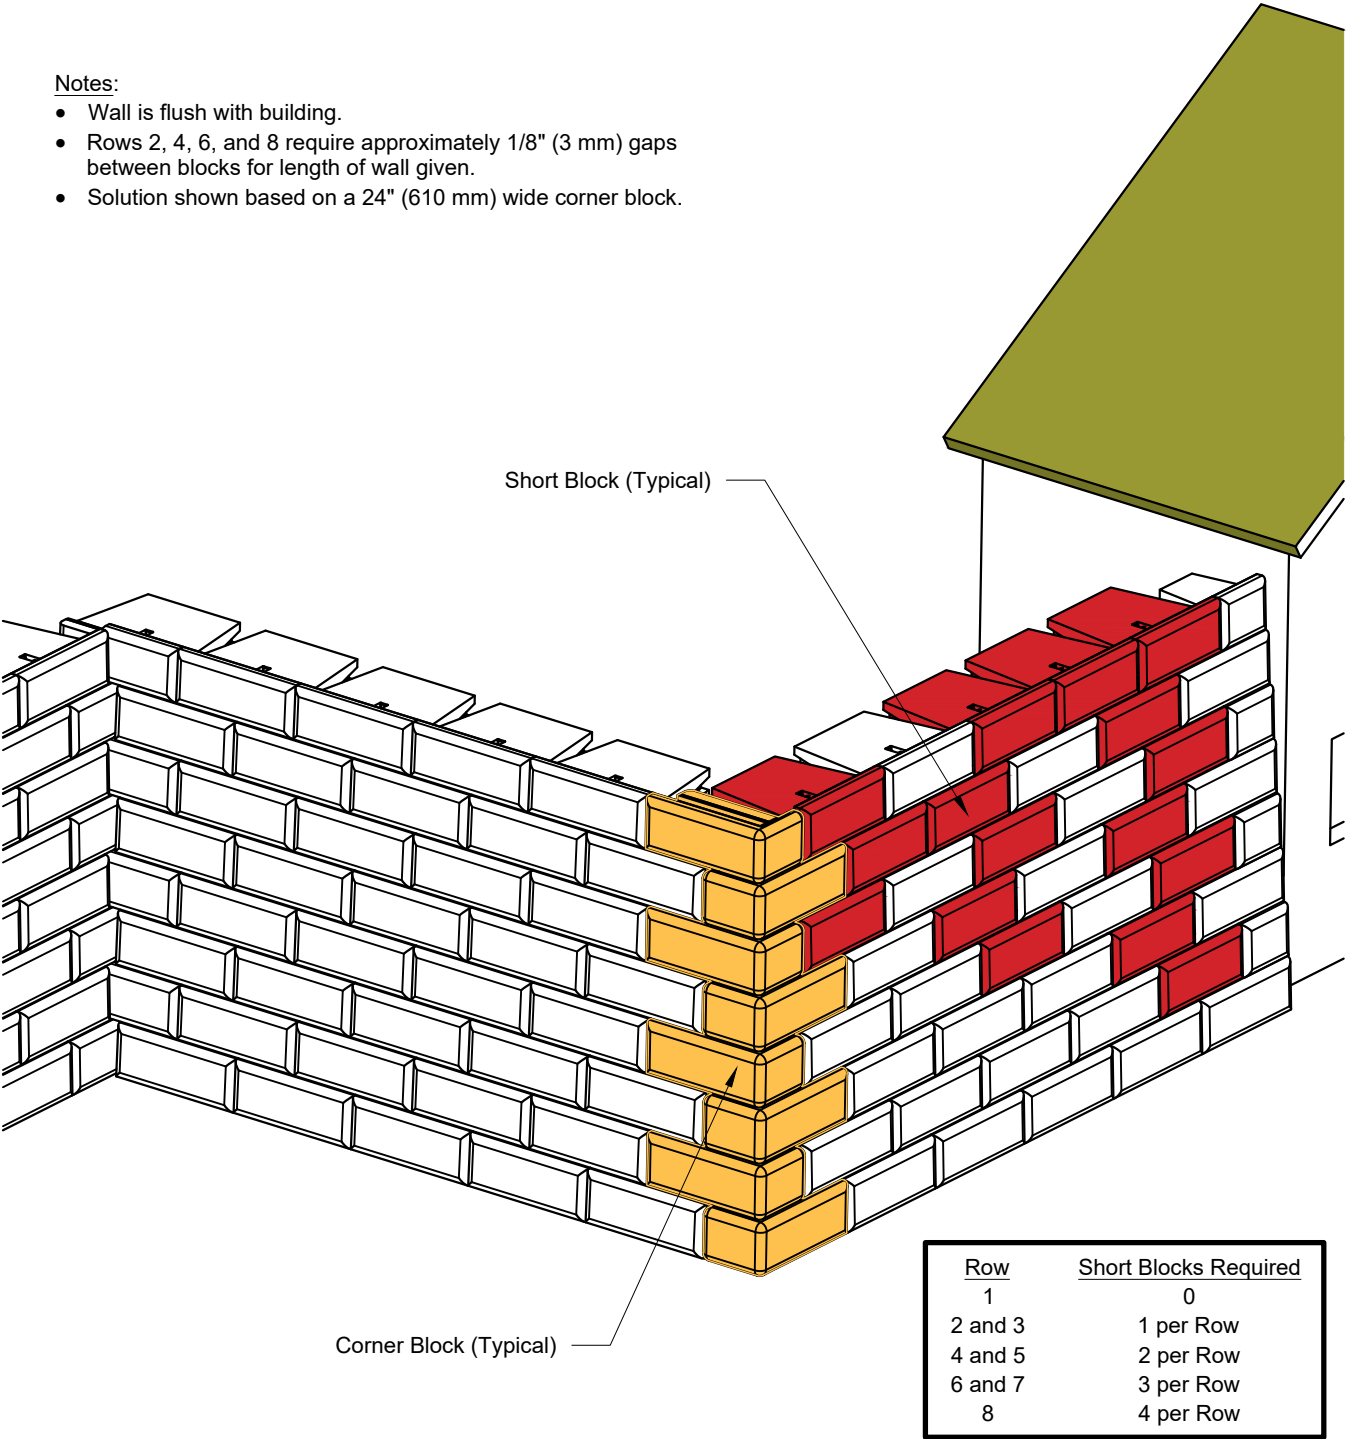 Notes:
• Wall is flush with building.
• Rows 2, 4, 6, and 8 require approximately 1/8" (3 mm) gaps
between blocks for length of wall given.
• Solution shown based on a 24" (610 mm) wide corner block.
Short Block (Typical)
Corner Block (Typical)
Row Short Blocks Required
1 0
2 and 3 1 per Row
4 and 5 2 per Row
6 and 7 3 per Row
8 4 per Row